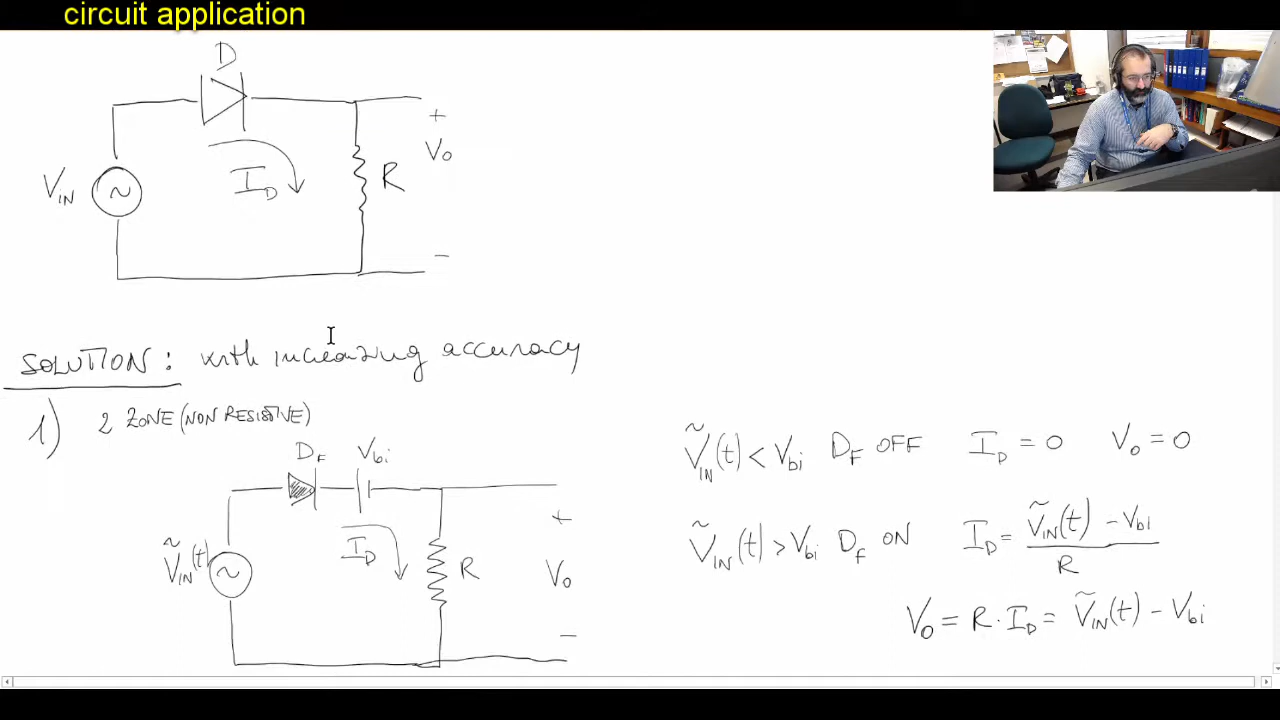 circuit application
D
V_IN
I_D
R
+
V_0
−
SOLUTION: with increasing accuracy
1) 2 ZONE (NON RESISTIVE)
D_F V_bi
Ṽ_IN(t)
I_D
R
+
V_0
−
Ṽ_IN(t) < V_bi D_F OFF I_D = 0 V_0 = 0
Ṽ_IN(t) > V_bi D_f ON I_D = (Ṽ_IN(t) − V_bi) / R
V_0 = R · I_D = Ṽ_IN(t) − V_bi